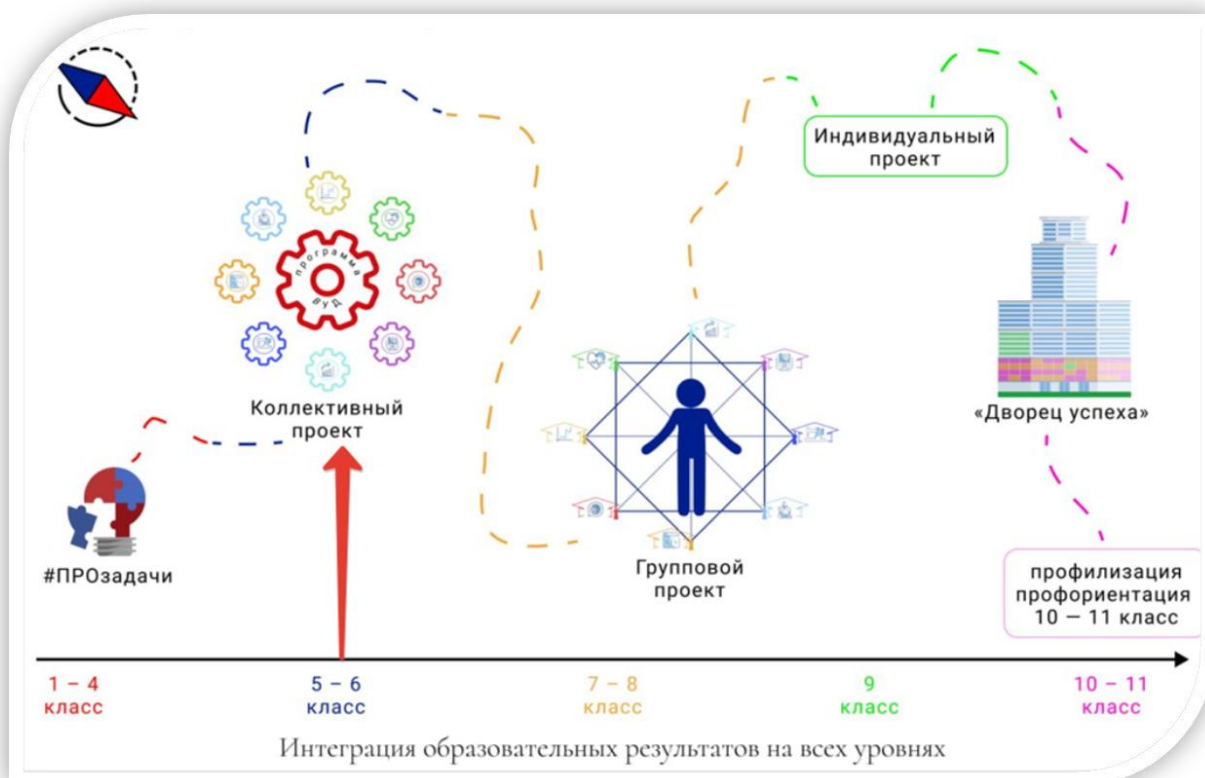 Индивидуальный
проект
программа
ВУД
Коллективный
проект
«Дворец успеха»
#ПРОзадачи
Групповой
проект
профилизация
профориентация
10 — 11 класс
1 – 4
класс
5 – 6
класс
7 – 8
класс
9
класс
10 – 11
класс
Интеграция образовательных результатов на всех уровнях